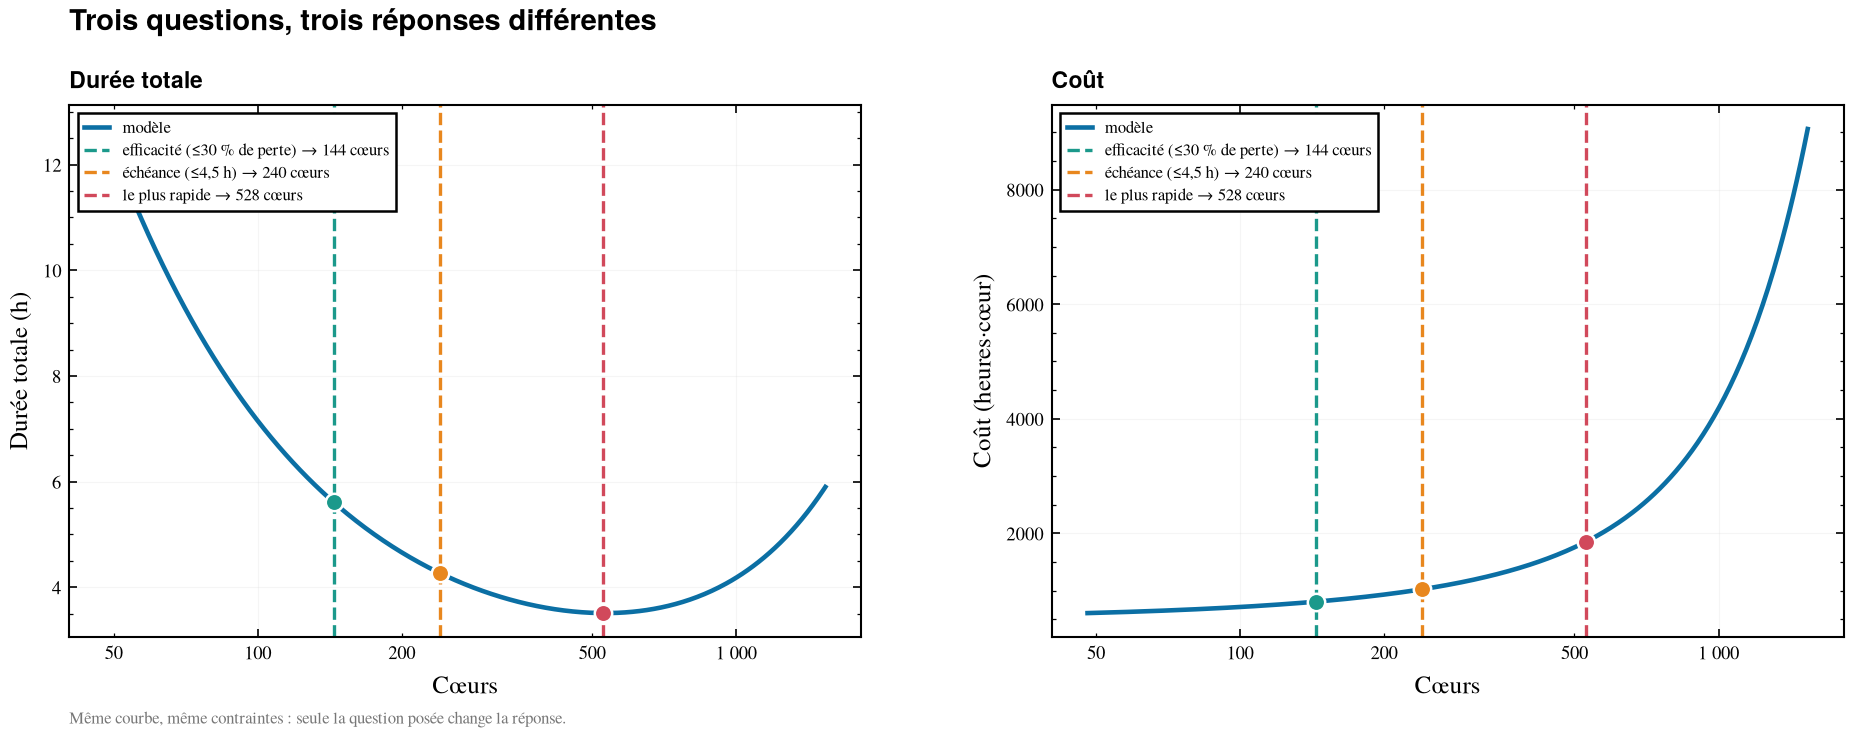 Trois questions, trois réponses différentes
Durée totale
modèle
efficacité (≤30 % de perte) → 144 cœurs
échéance (≤4,5 h) → 240 cœurs
le plus rapide → 528 cœurs
Durée totale (h)
12
10
8
6
4
50 100 200 500 1 000
Cœurs
Coût
modèle
efficacité (≤30 % de perte) → 144 cœurs
échéance (≤4,5 h) → 240 cœurs
le plus rapide → 528 cœurs
Coût (heures·cœur)
8000
6000
4000
2000
50 100 200 500 1 000
Cœurs
Même courbe, même contraintes : seule la question posée change la réponse.